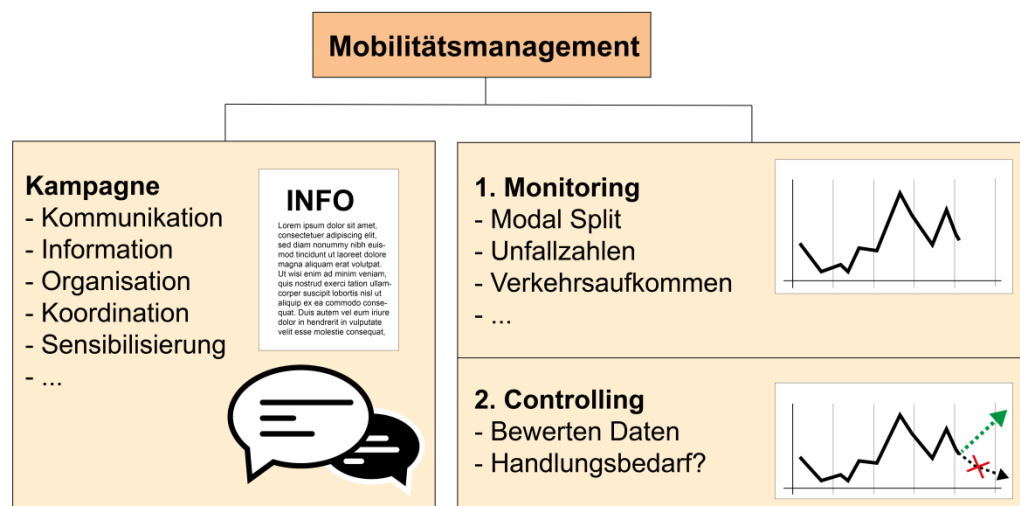 Mobilitätsmanagement
Kampagne
- Kommunikation
- Information
- Organisation
- Koordination
- Sensibilisierung
- ...
INFO
Lorem ipsum dolor sit amet,
consectetuer adipiscing elit,
sed diam nonummy nibh euis-
mod tincidunt ut laoreet dolore
magna aliquam erat volutpat.
Ut wisi enim ad minim veniam,
quis nostrud exerci tation ullam-
corper suscipit lobortis nisl ut
aliquip ex ea commodo conse-
quat. Duis autem vel eum iriure
dolor in hendrerit in vulputate
velit esse molestie consequat,
1. Monitoring
- Modal Split
- Unfallzahlen
- Verkehrsaufkommen
- ...
2. Controlling
- Bewerten Daten
- Handlungsbedarf?